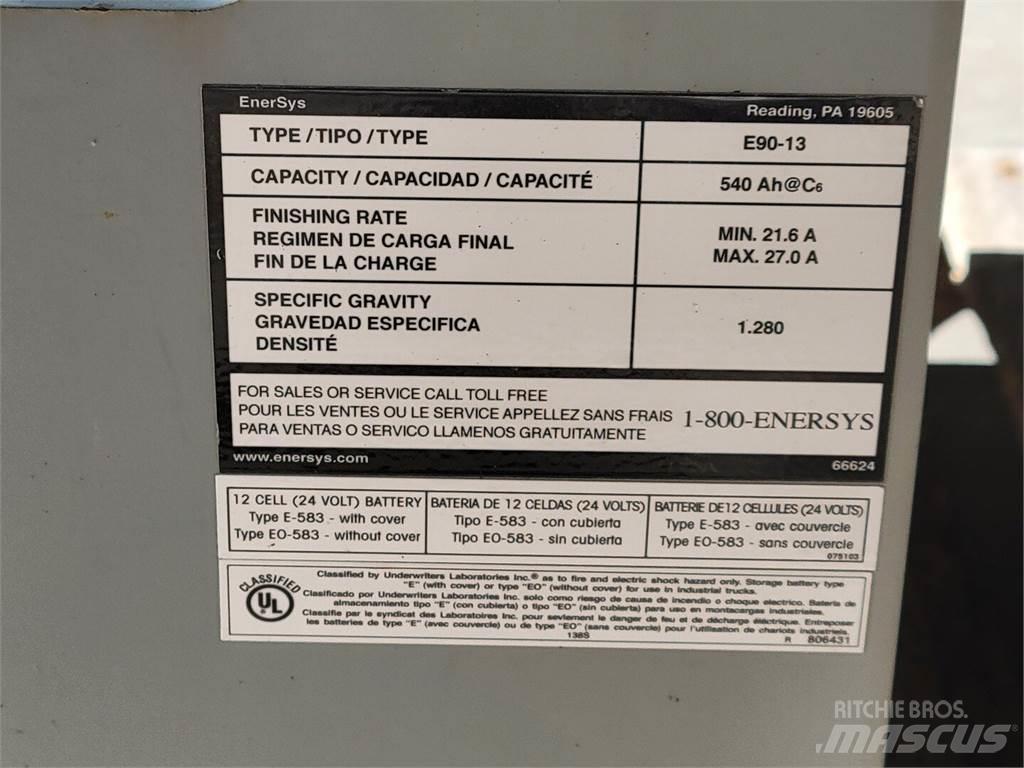 EnerSys Reading, PA 19605
TYPE / TIPO / TYPE E90-13
CAPACITY / CAPACIDAD / CAPACITÉ 540 Ah@C6
FINISHING RATE
REGIMEN DE CARGA FINAL
FIN DE LA CHARGE
MIN. 21.6 A
MAX. 27.0 A
SPECIFIC GRAVITY
GRAVEDAD ESPECIFICA
DENSITÉ
1.280
FOR SALES OR SERVICE CALL TOLL FREE
POUR LES VENTES OU LE SERVICE APPELLEZ SANS FRAIS
PARA VENTAS O SERVICO LLAMENOS GRATUITAMENTE
1-800-ENERSYS
www.enersys.com 66624
12 CELL (24 VOLT) BATTERY
Type E-583 - with cover
Type EO-583 - without cover
BATERIA DE 12 CELDAS (24 VOLTS)
Tipo E-583 - con cubierta
Tipo EO-583 - sin cubierta
BATTERIE DE 12 CELLULES (24 VOLTS)
Type E-583 - avec couvercle
Type EO-583 - sans couvercle
075103
CLASSIFIED
UL
Classified by Underwriters Laboratories Inc.® as to fire and electric shock hazard only. Storage battery type
"E" (with cover) or type "EO" (without cover) for use in industrial trucks.
Clasificado por Underwriters Laboratories Inc. solo como riesgo de causa de incendio o choque electrico. Bateria de
almacenamiento tipo "E" (con cubierta) o tipo "EO" (sin cubierta) para uso en montacargas industriales.
Classifie par le syndicat des Laboratoires Inc. pour sevlement le danger de feu et de décharge éléctrique. Entreposer
les batteries de type "E" (avec couvercle) ou de type "EO" (sans couvercle) pour l'utilisation de chariots industriels.
138S
R 806431
RITCHIE BROS.
MASCUS